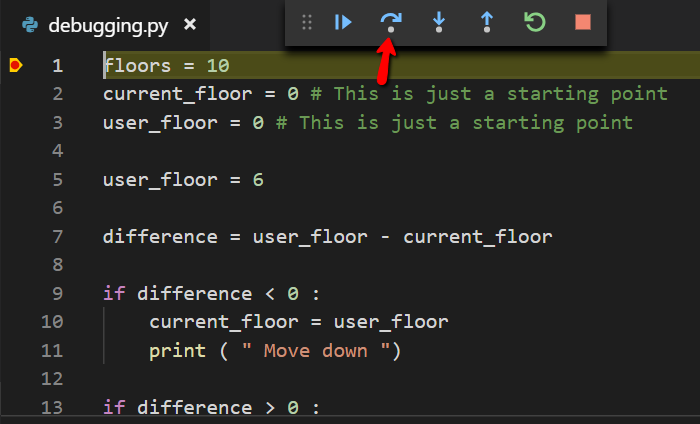 debugging.py ×
1 floors = 10
2 current_floor = 0 # This is just a starting point
3 user_floor = 0 # This is just a starting point
4
5 user_floor = 6
6
7 difference = user_floor - current_floor
8
9 if difference < 0 :
10     current_floor = user_floor
11     print ( " Move down ")
12
13 if difference > 0 :